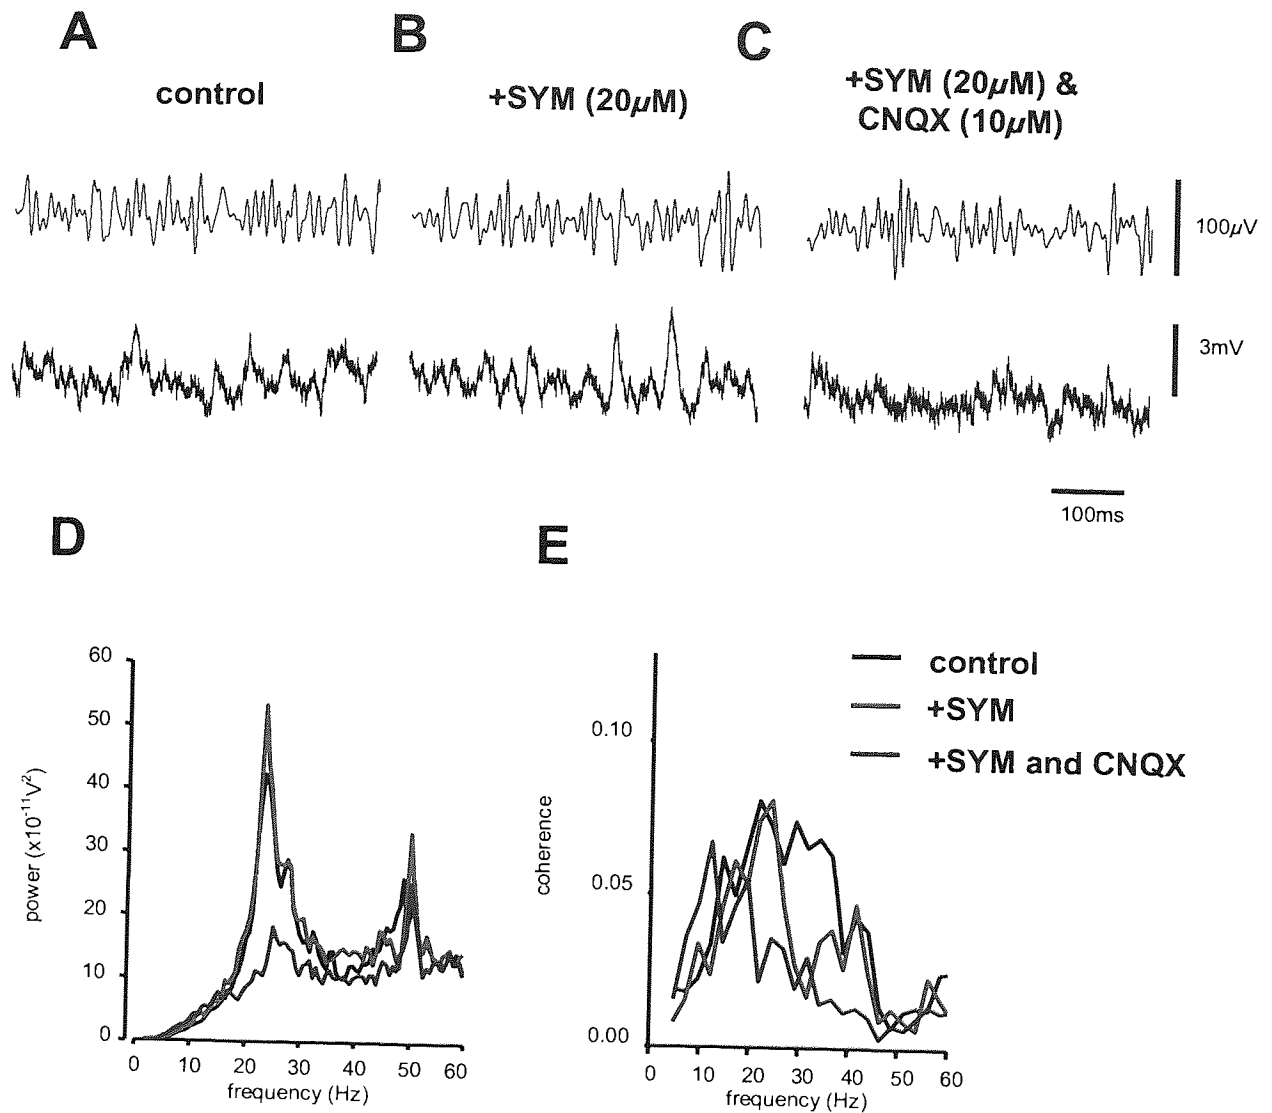 A
B
C
control
+SYM (20µM)
+SYM (20µM) &
CNQX (10µM)
100µV
3mV
100ms
D
E
60
50
40
30
20
10
0
power (x10⁻¹¹V²)
0 10 20 30 40 50 60
frequency (Hz)
control
+SYM
+SYM and CNQX
0.10
0.05
0.00
coherence
0 10 20 30 40 50 60
frequency (Hz)